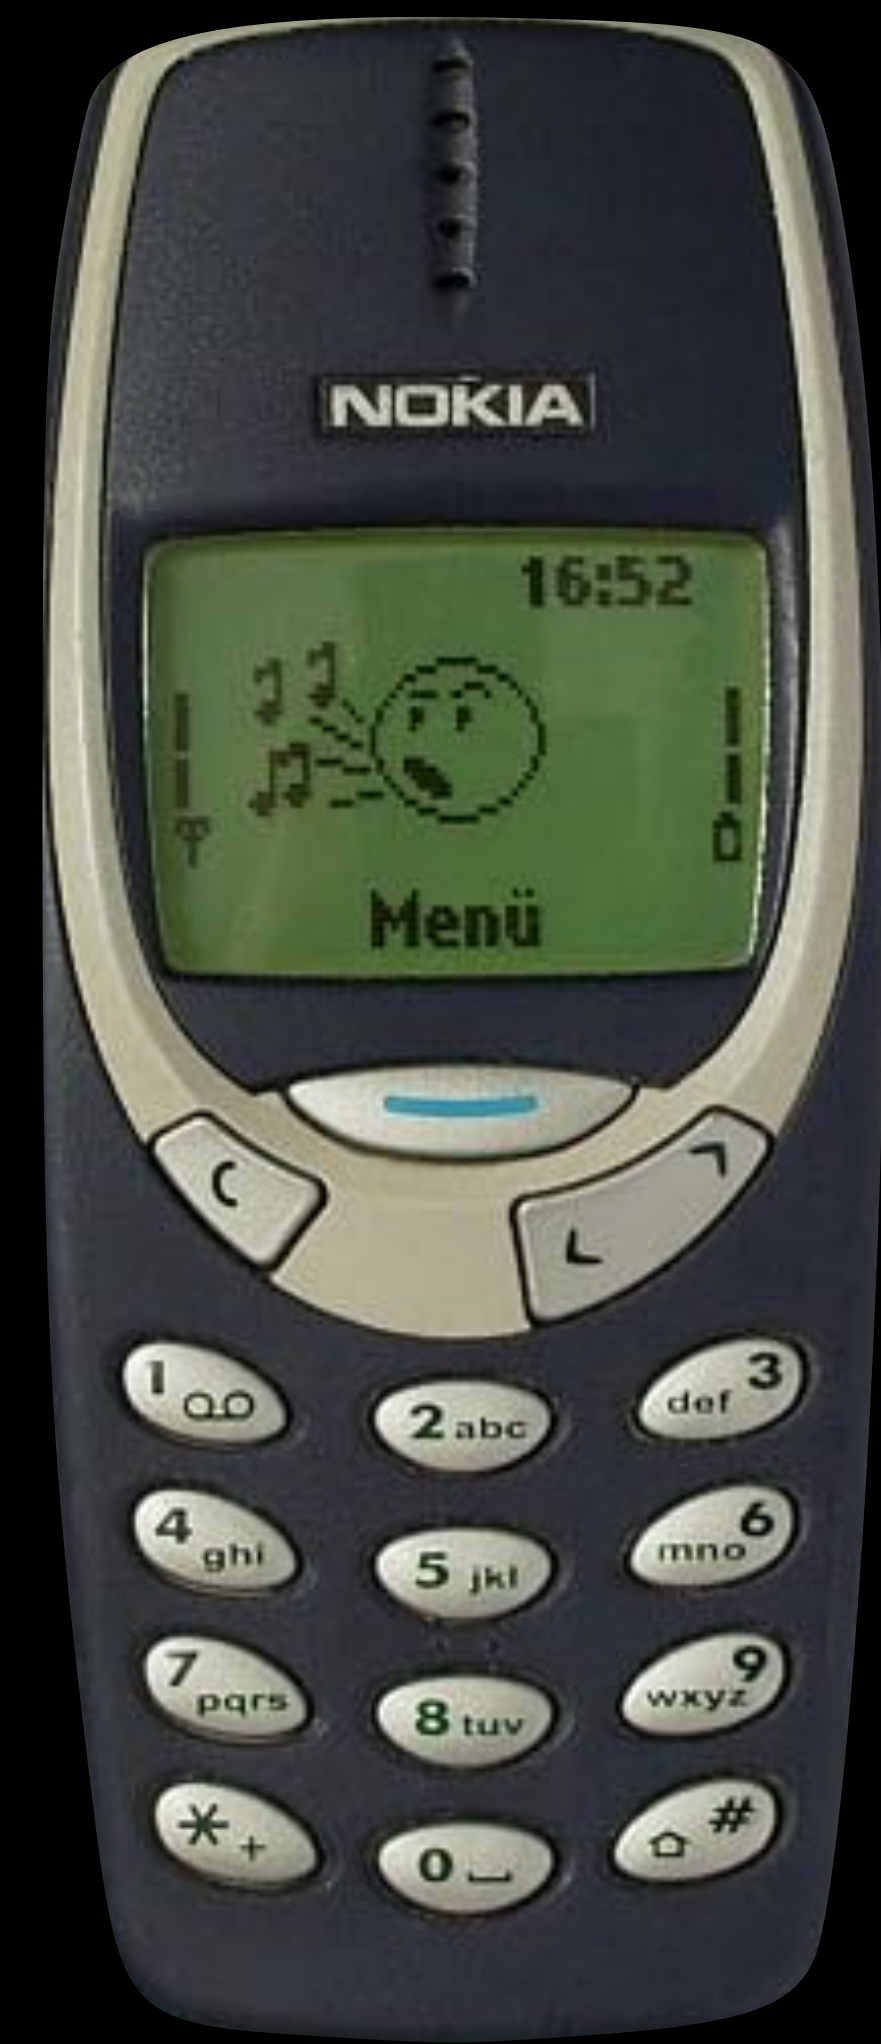 NOKIA
16:52
Menü
C
1
2 abc
def 3
4 ghi
5 jkl
mno 6
7 pqrs
8 tuv
wxyz 9
* +
0
#